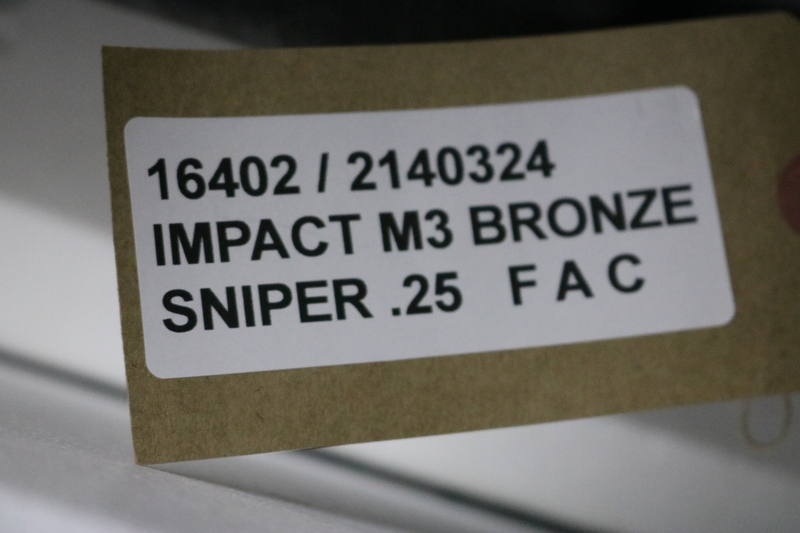 16402 / 2140324
IMPACT M3 BRONZE
SNIPER .25 F A C